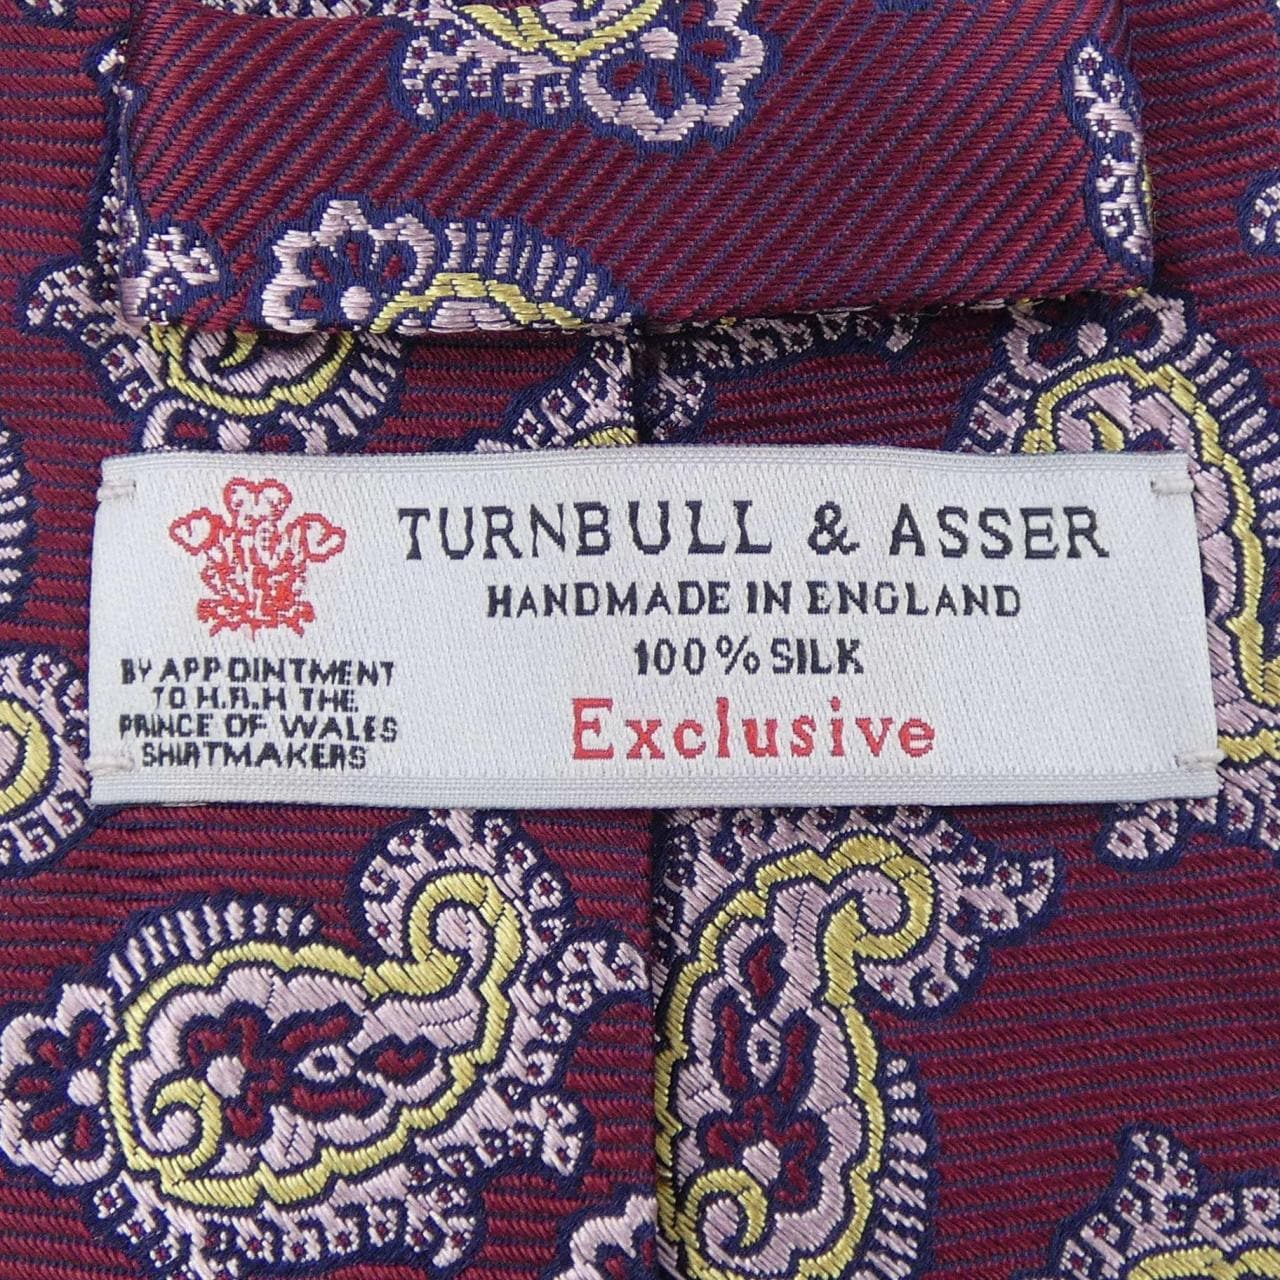 TURNBULL & ASSER
HANDMADE IN ENGLAND
100% SILK
Exclusive
BY APPOINTMENT
TO H.R.H THE
PRINCE OF WALES
SHIRTMAKERS